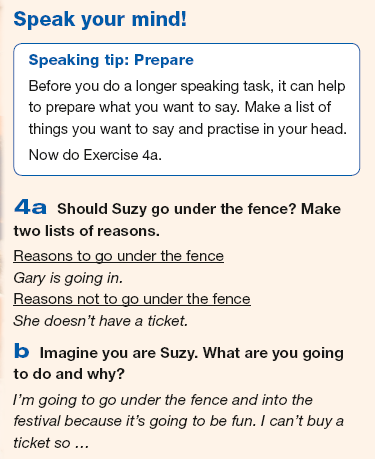 Speak your mind!
Speaking tip: Prepare
Before you do a longer speaking task, it can help
to prepare what you want to say. Make a list of
things you want to say and practise in your head.
Now do Exercise 4a.
4a Should Suzy go under the fence? Make
two lists of reasons.
Reasons to go under the fence
Gary is going in.
Reasons not to go under the fence
She doesn't have a ticket.
b Imagine you are Suzy. What are you going
to do and why?
I'm going to go under the fence and into the
festival because it's going to be fun. I can't buy a
ticket so …